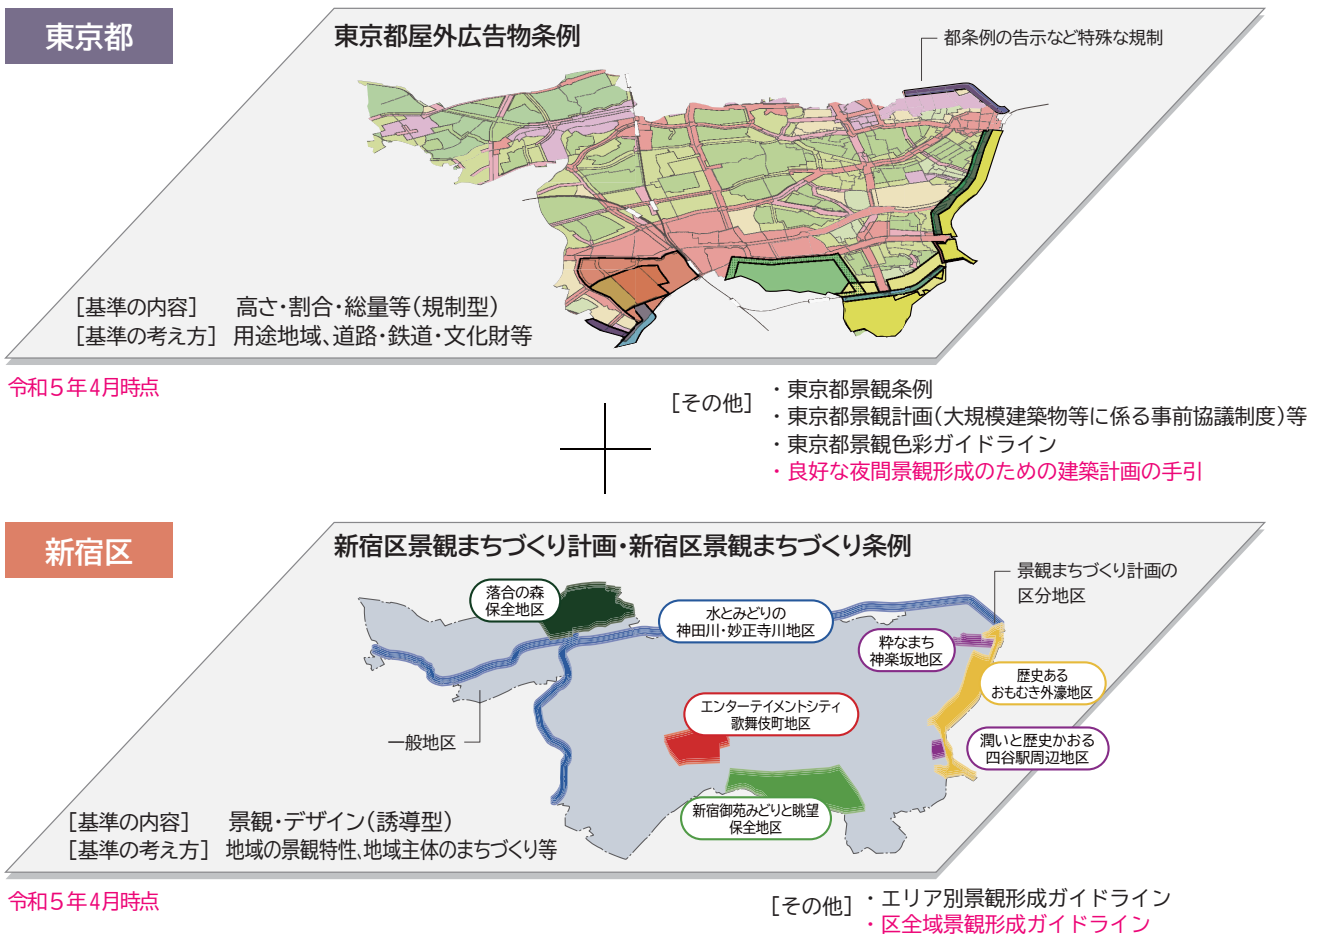 東京都
東京都屋外広告物条例
都条例の告示など特殊な規制
[基準の内容] 高さ・割合・総量等(規制型)
[基準の考え方] 用途地域、道路・鉄道・文化財等
令和5年4月時点
[その他]
・東京都景観条例
・東京都景観計画(大規模建築物等に係る事前協議制度)等
・東京都景観色彩ガイドライン
・良好な夜間景観形成のための建築計画の手引
新宿区
新宿区景観まちづくり計画・新宿区景観まちづくり条例
景観まちづくり計画の
区分地区
落合の森
保全地区
水とみどりの
神田川・妙正寺川地区
粋なまち
神楽坂地区
歴史ある
おもむき外濠地区
エンターテイメントシティ
歌舞伎町地区
潤いと歴史かおる
四谷駅周辺地区
一般地区
新宿御苑みどりと眺望
保全地区
[基準の内容] 景観・デザイン(誘導型)
[基準の考え方] 地域の景観特性、地域主体のまちづくり等
令和5年4月時点
[その他]
・エリア別景観形成ガイドライン
・区全域景観形成ガイドライン